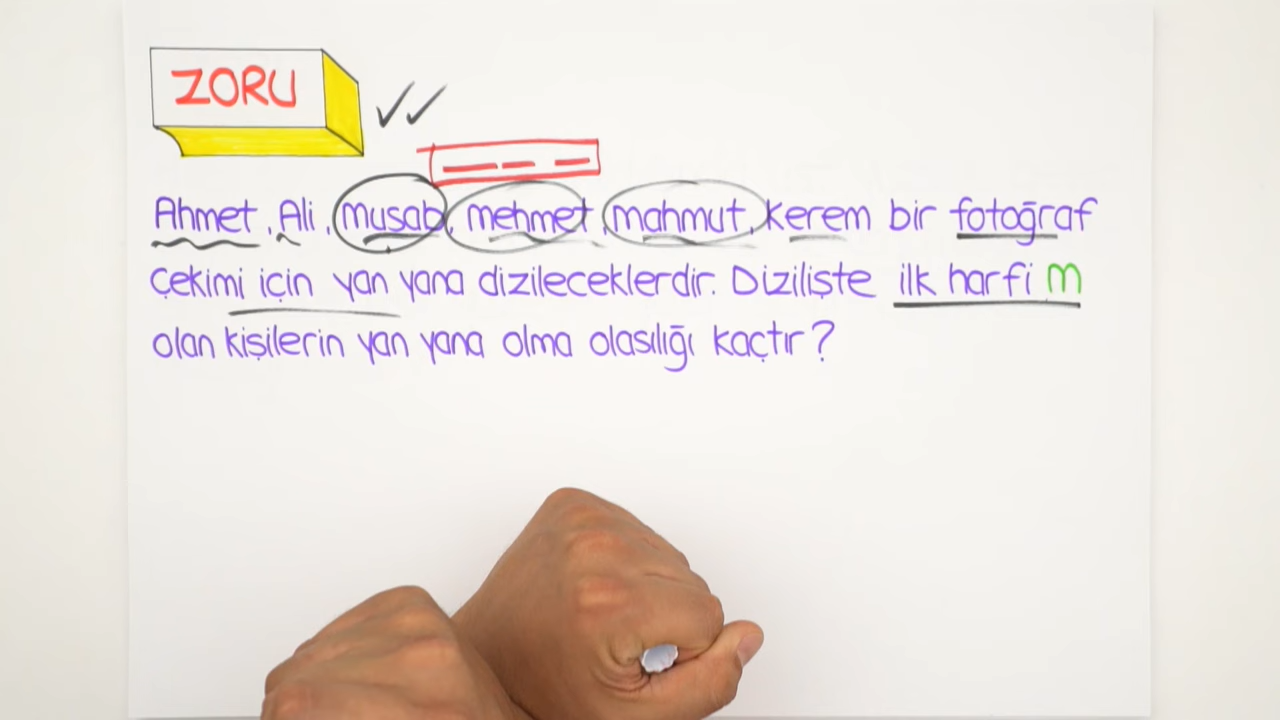 ZORU
Ahmet, Ali, musab, mehmet, mahmut, kerem bir fotoğraf
çekimi için yan yana dizileceklerdir. Dizilişte ilk harfi m
olan kişilerin yan yana olma olasılığı kaçtır?